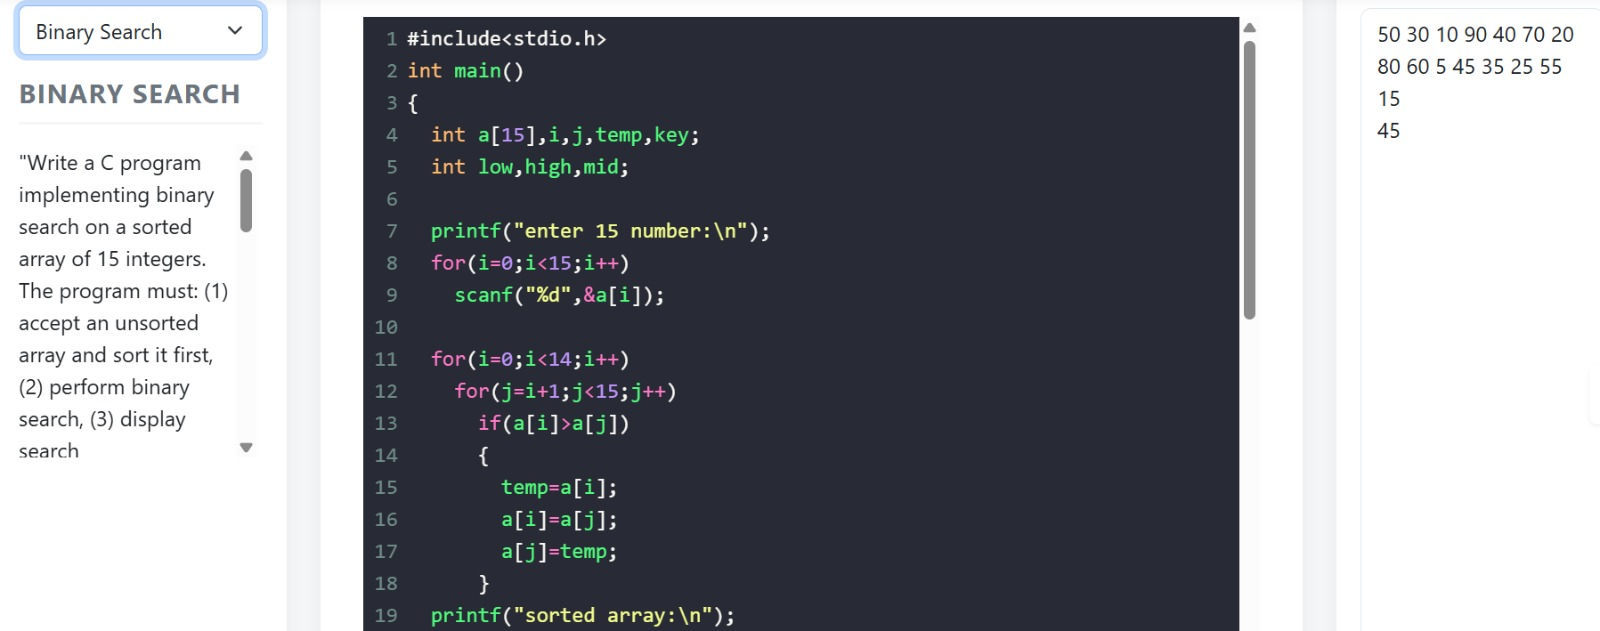 Binary Search
BINARY SEARCH
"Write a C program
implementing binary
search on a sorted
array of 15 integers.
The program must: (1)
accept an unsorted
array and sort it first,
(2) perform binary
search, (3) display
search
1 #include<stdio.h>
2 int main()
3 {
4   int a[15],i,j,temp,key;
5   int low,high,mid;
6
7   printf("enter 15 number:\n");
8   for(i=0;i<15;i++)
9     scanf("%d",&a[i]);
10
11   for(i=0;i<14;i++)
12     for(j=i+1;j<15;j++)
13       if(a[i]>a[j])
14       {
15         temp=a[i];
16         a[i]=a[j];
17         a[j]=temp;
18       }
19   printf("sorted array:\n");
50 30 10 90 40 70 20
80 60 5 45 35 25 55
15
45